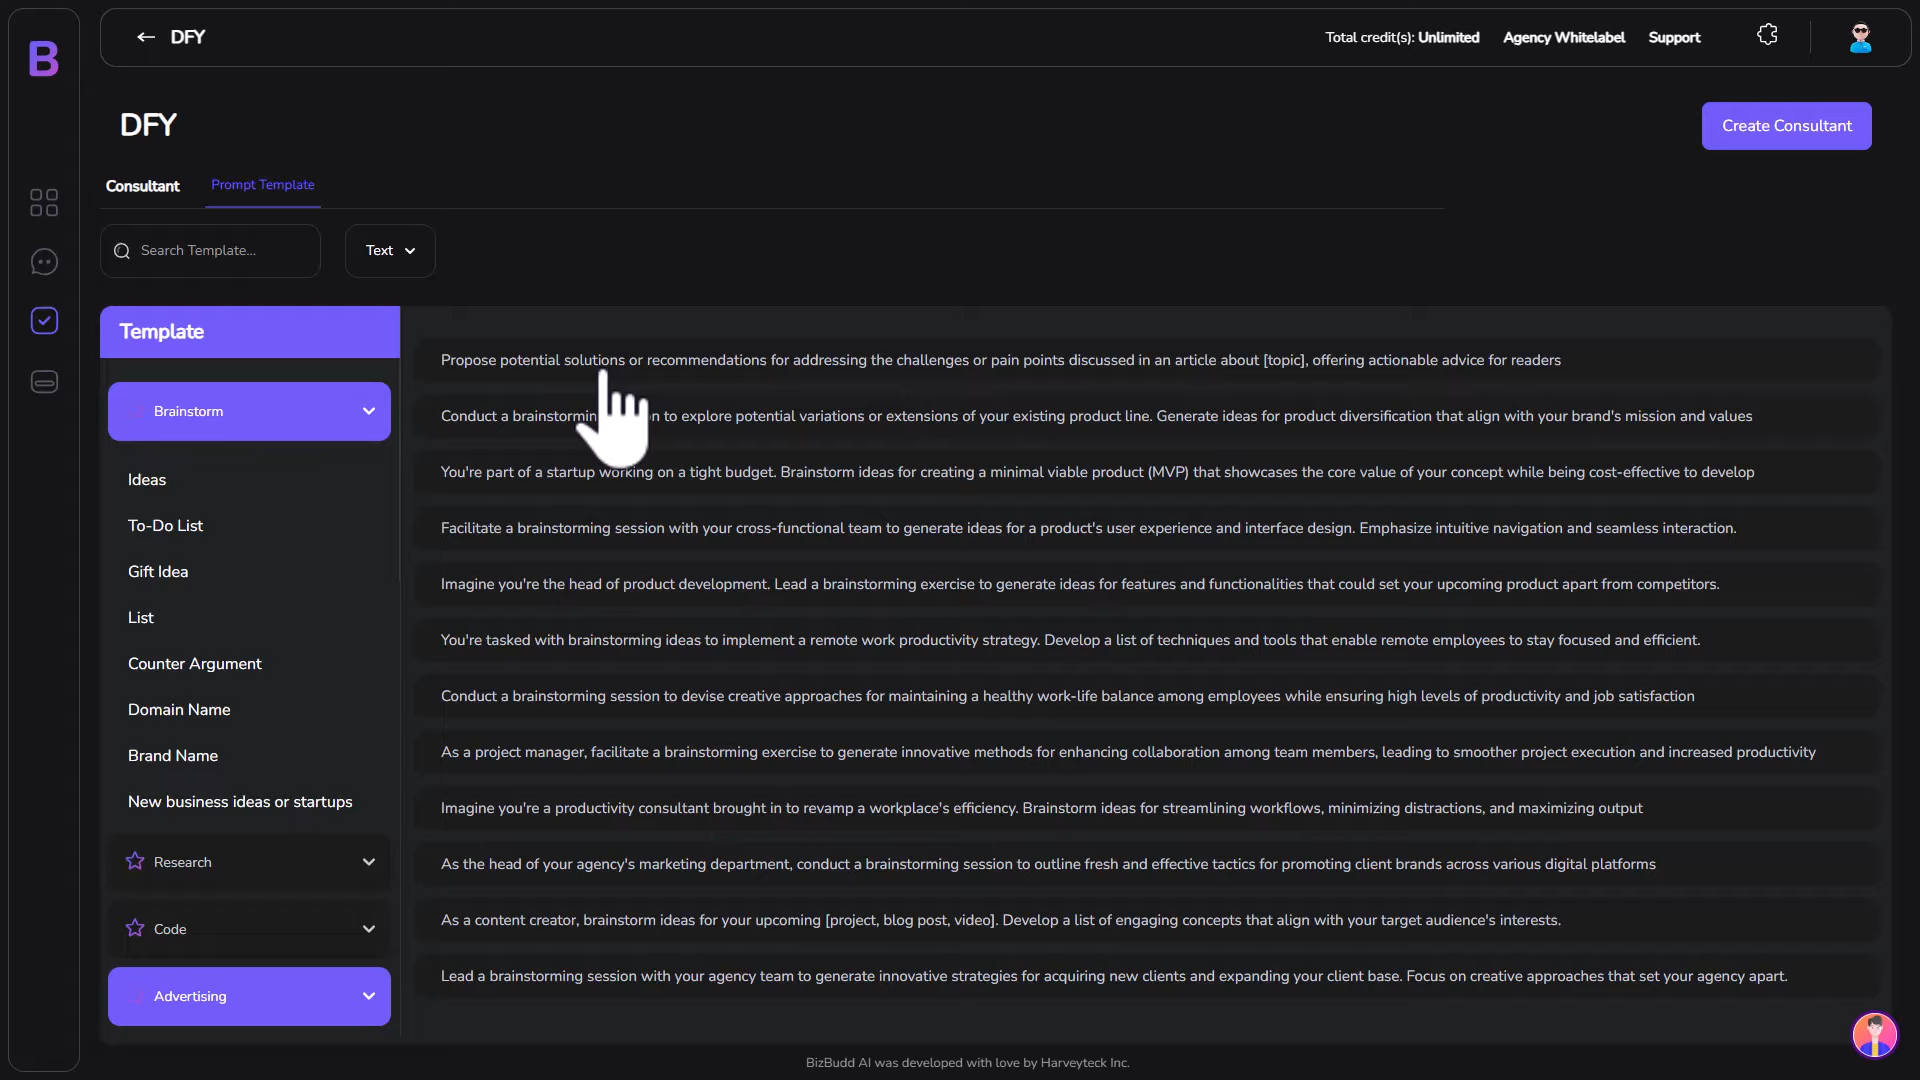 B
DFY
Total credit(s): Unlimited
Agency Whitelabel
Support
DFY
Create Consultant
Consultant
Prompt Template
Search Template...
Text
Template
Brainstorm
Ideas
To-Do List
Gift Idea
List
Counter Argument
Domain Name
Brand Name
New business ideas or startups
Research
Code
Advertising
Propose potential solutions or recommendations for addressing the challenges or pain points discussed in an article about [topic], offering actionable advice for readers
Conduct a to explore potential variations or extensions of your existing product line. Generate ideas for product diversification that align with your brand's mission and values
You're part of a startup working on a tight budget. Brainstorm ideas for creating a minimal viable product (MVP) that showcases the core value of your concept while being cost-effective to develop
Facilitate a brainstorming session with your cross-functional team to generate ideas for a product's user experience and interface design. Emphasize intuitive navigation and seamless interaction.
Imagine you're the head of product development. Lead a brainstorming exercise to generate ideas for features and functionalities that could set your upcoming product apart from competitors.
You're tasked with brainstorming ideas to implement a remote work productivity strategy. Develop a list of techniques and tools that enable remote employees to stay focused and efficient.
Conduct a brainstorming session to devise creative approaches for maintaining a healthy work-life balance among employees while ensuring high levels of productivity and job satisfaction
As a project manager, facilitate a brainstorming exercise to generate innovative methods for enhancing collaboration among team members, leading to smoother project execution and increased productivity
Imagine you're a productivity consultant brought in to revamp a workplace's efficiency. Brainstorm ideas for streamlining workflows, minimizing distractions, and maximizing output
As the head of your agency's marketing department, conduct a brainstorming session to outline fresh and effective tactics for promoting client brands across various digital platforms
As a content creator, brainstorm ideas for your upcoming [project, blog post, video]. Develop a list of engaging concepts that align with your target audience's interests.
Lead a brainstorming session with your agency team to generate innovative strategies for acquiring new clients and expanding your client base. Focus on creative approaches that set your agency apart.
BizBudd AI was developed with love by Harveyteck Inc.